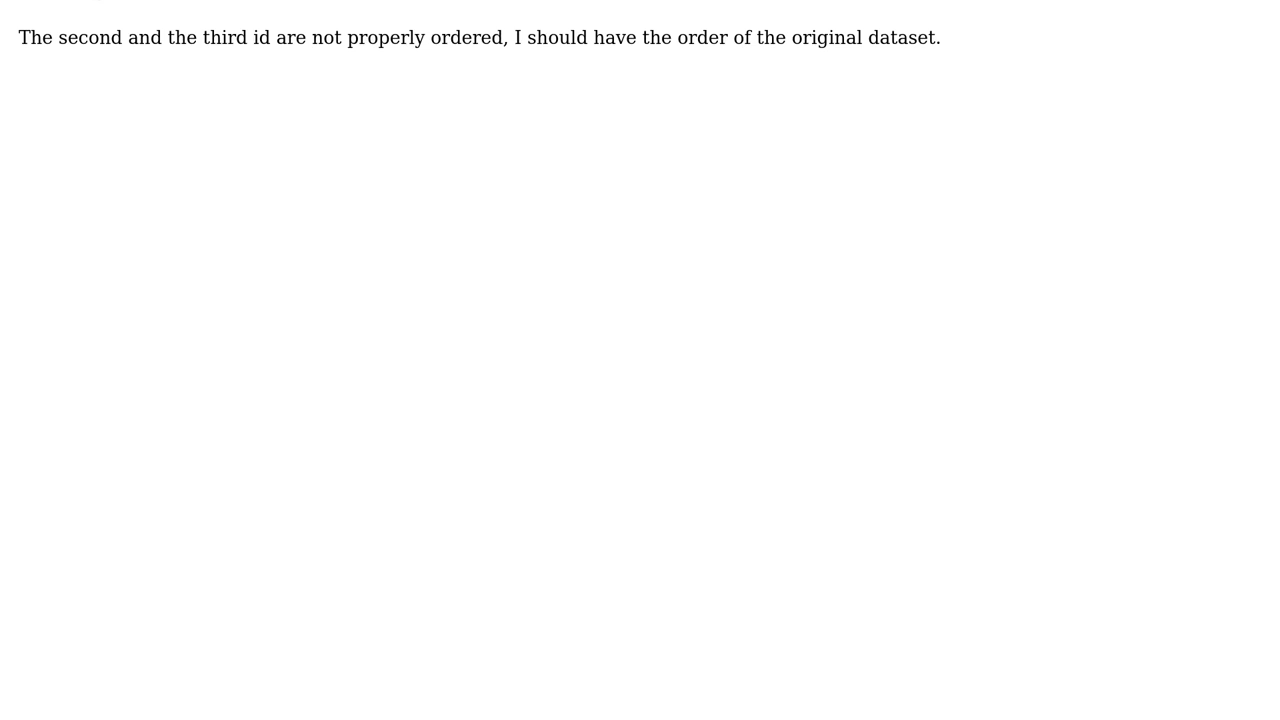 The second and the third id are not properly ordered, I should have the order of the original dataset.